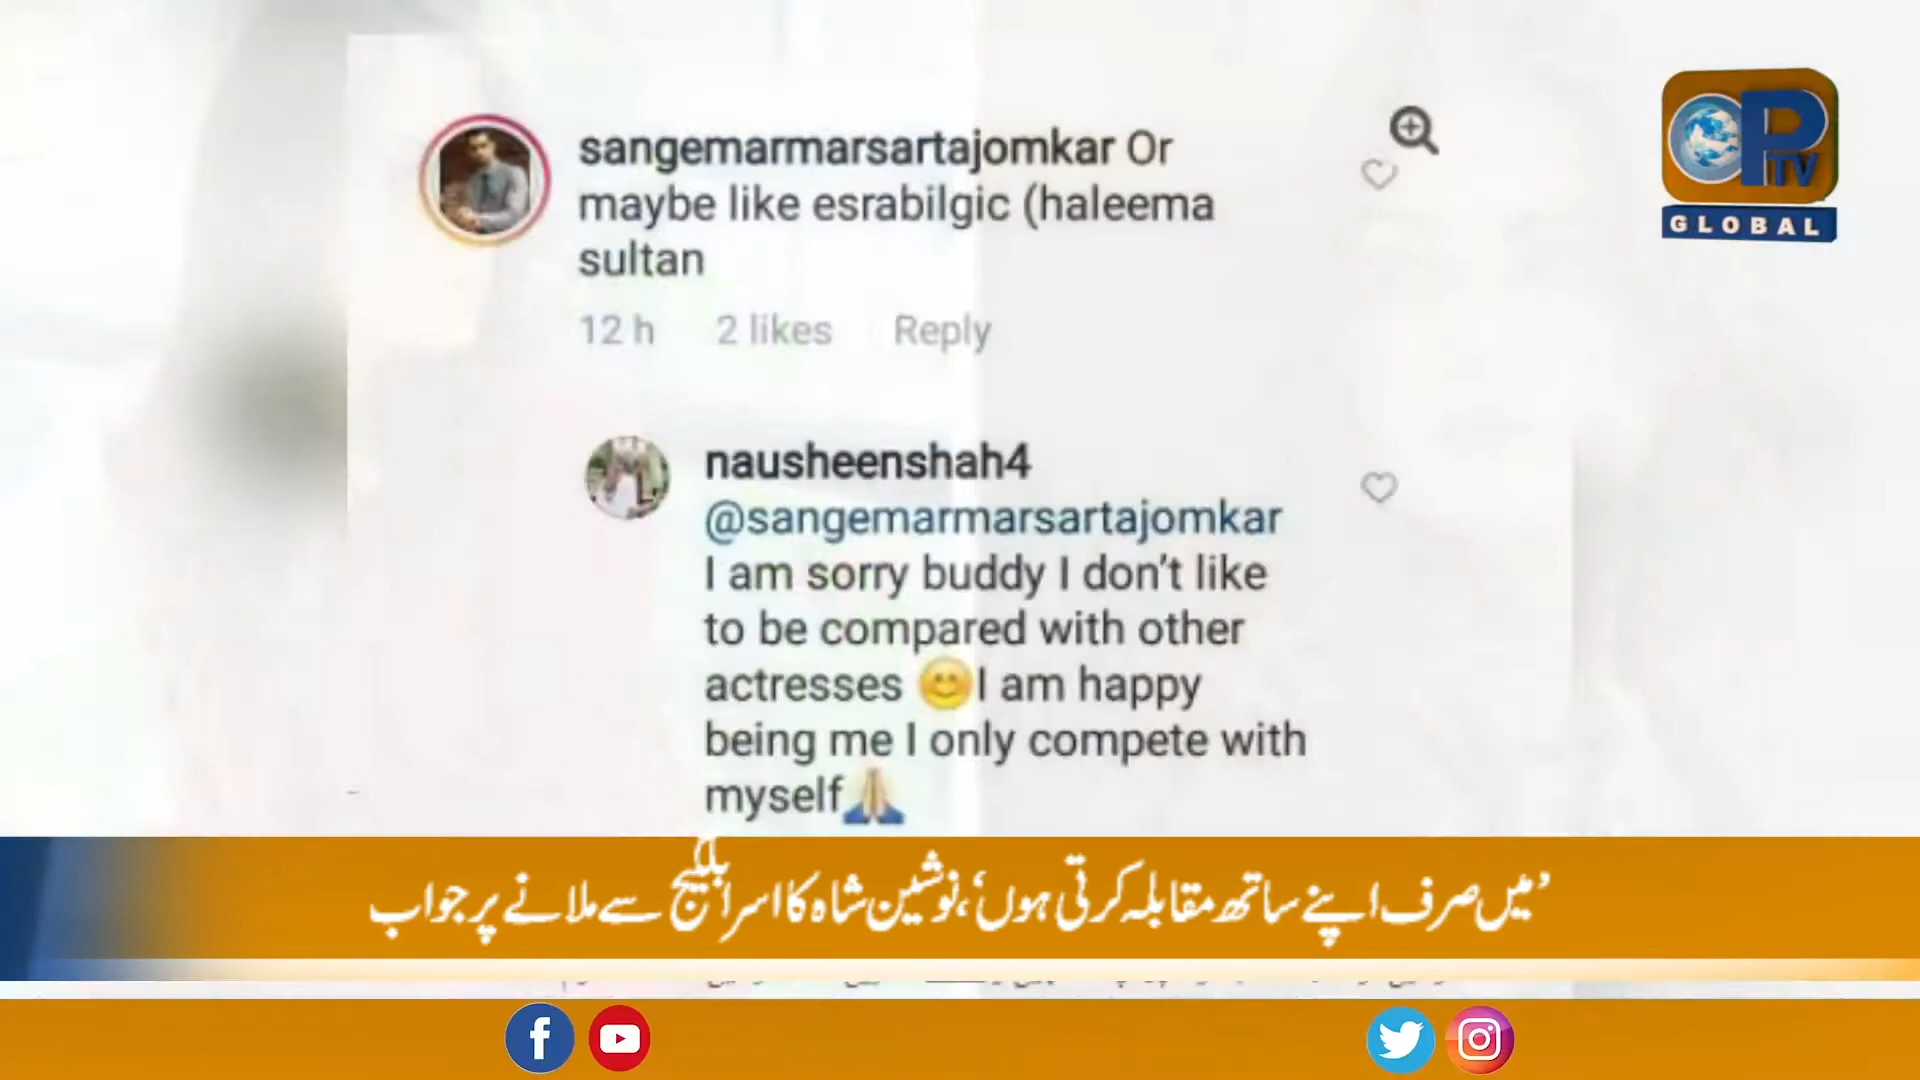 sangemarmarsartajomkar Or
maybe like esrabilgic (haleema
sultan
12 h 2 likes Reply
nausheenshah4
@sangemarmarsartajomkar
I am sorry buddy I don't like
to be compared with other
actresses 😊I am happy
being me I only compete with
myself🙏
PTV
GLOBAL
’میں صرف اپنے ساتھ مقابلہ کرتی ہوں‘، نوشین شاہ کا اسرا بلگیج سے ملانے پر جواب